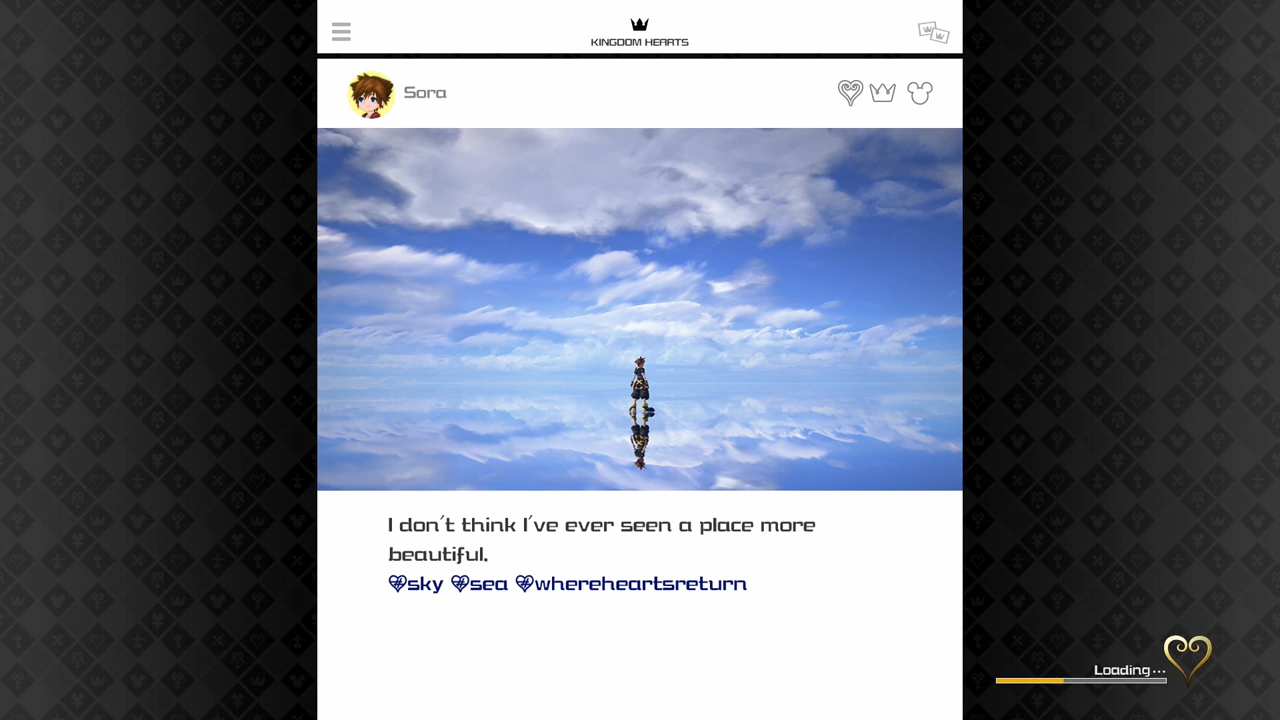 KINGDOM HEARTS
Sora
I don't think I've ever seen a place more
beautiful.
#sky #sea #whereheartsreturn
Loading...